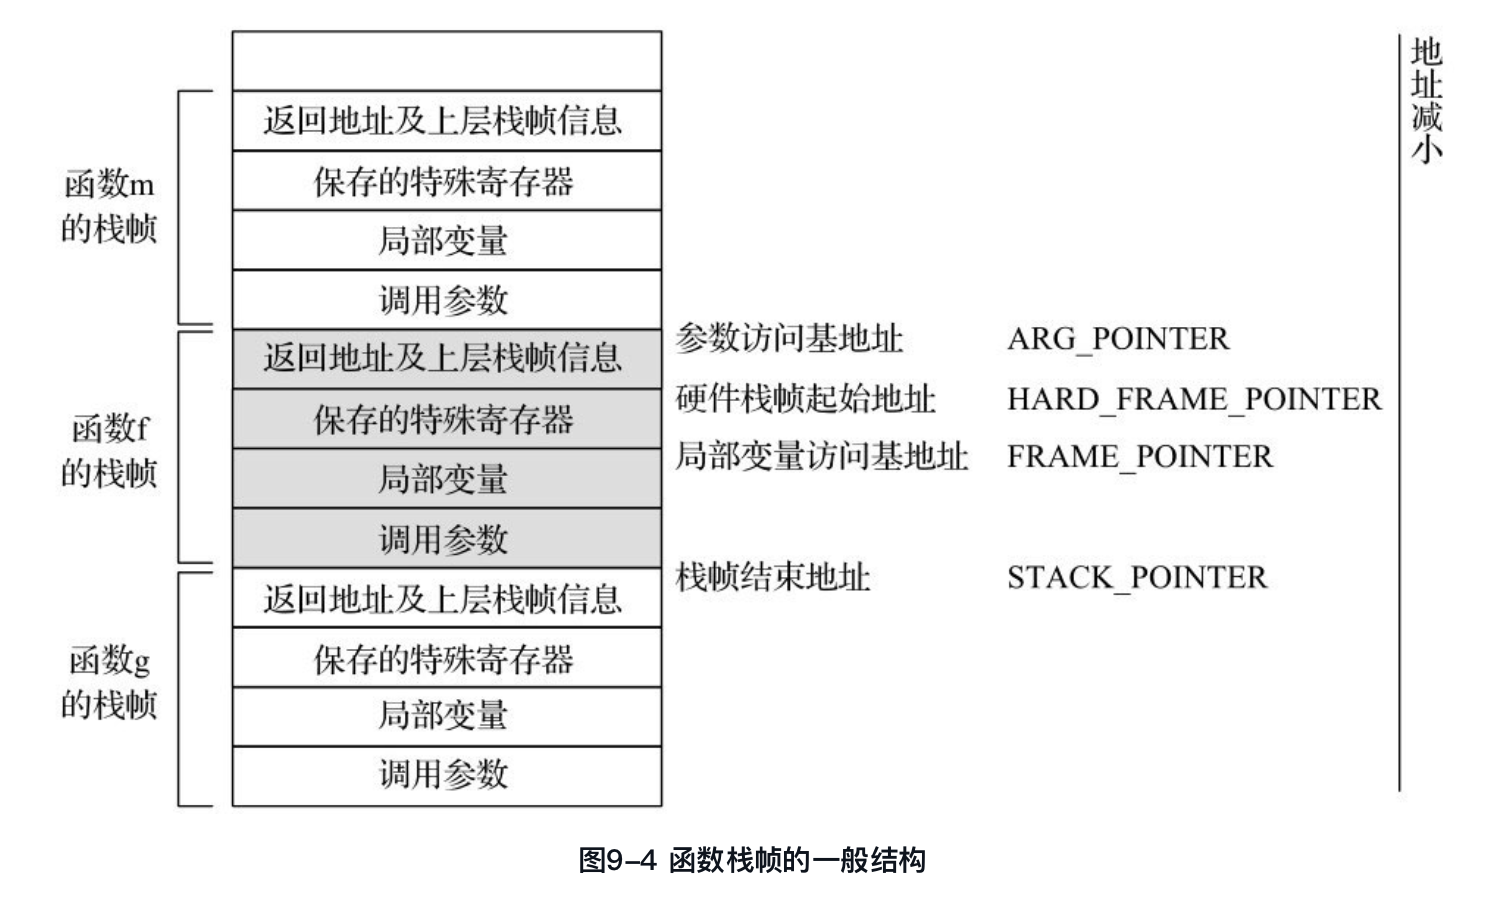 地址减小
返回地址及上层栈帧信息
保存的特殊寄存器
函数m
的栈帧
局部变量
调用参数
返回地址及上层栈帧信息
参数访问基地址 ARG_POINTER
保存的特殊寄存器
硬件栈帧起始地址 HARD_FRAME_POINTER
函数f
的栈帧
局部变量
局部变量访问基地址 FRAME_POINTER
调用参数
返回地址及上层栈帧信息
栈帧结束地址 STACK_POINTER
保存的特殊寄存器
函数g
的栈帧
局部变量
调用参数
图9-4 函数栈帧的一般结构